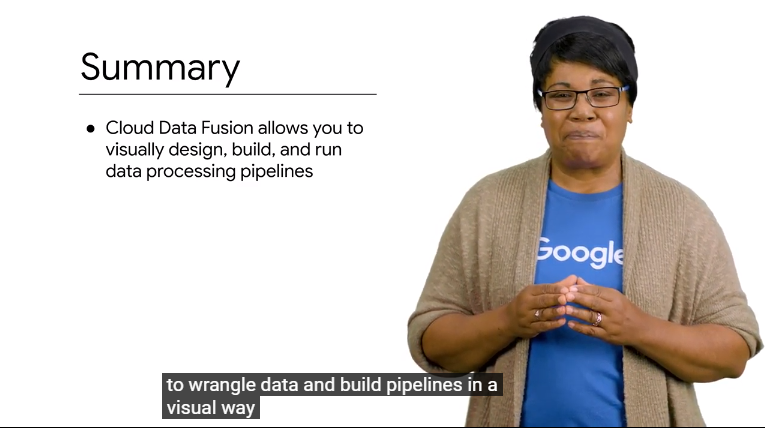 Summary
● Cloud Data Fusion allows you to
visually design, build, and run
data processing pipelines
Google
to wrangle data and build pipelines in a
visual way